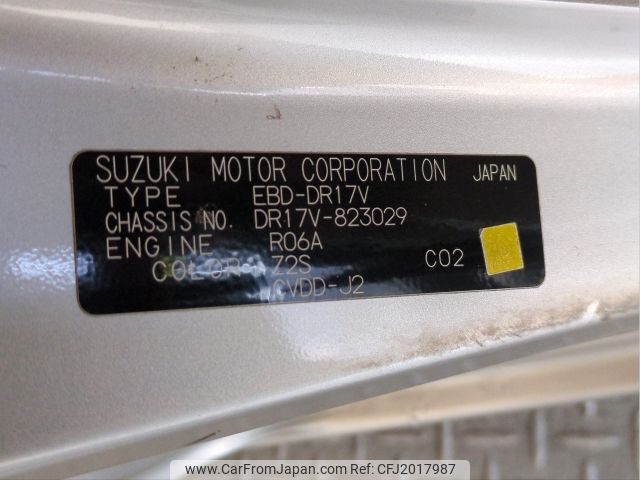 SUZUKI MOTOR CORPORATION JAPAN
TYPE EBD-DR17V
CHASSIS NO. DR17V-823029
ENGINE R06A
COLOR Z2S C02
CVDD-J2
www.CarFromJapan.com | Ref: CFJ2017987